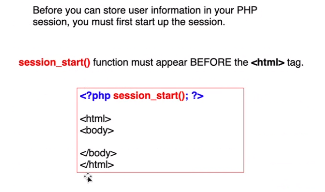 Before you can store user information in your PHP
session, you must first start up the session.
session_start() function must appear BEFORE the <html> tag.
<?php session_start(); ?>
<html>
<body>
</body>
</html>